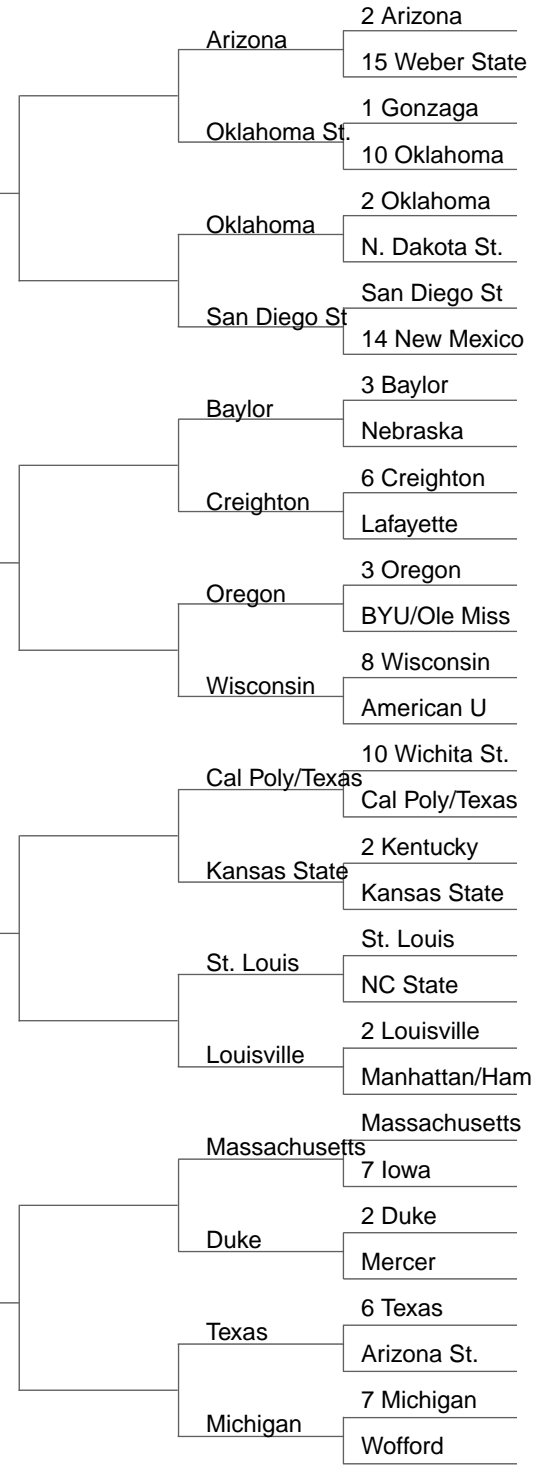 2 Arizona
Arizona
15 Weber State
1 Gonzaga
Oklahoma St.
10 Oklahoma
2 Oklahoma
Oklahoma
N. Dakota St.
San Diego St
San Diego St
14 New Mexico
3 Baylor
Baylor
Nebraska
6 Creighton
Creighton
Lafayette
3 Oregon
Oregon
BYU/Ole Miss
8 Wisconsin
Wisconsin
American U
10 Wichita St.
Cal Poly/Texas
Cal Poly/Texas
2 Kentucky
Kansas State
Kansas State
St. Louis
St. Louis
NC State
2 Louisville
Louisville
Manhattan/Ham
Massachusetts
Massachusetts
7 Iowa
2 Duke
Duke
Mercer
6 Texas
Texas
Arizona St.
7 Michigan
Michigan
Wofford